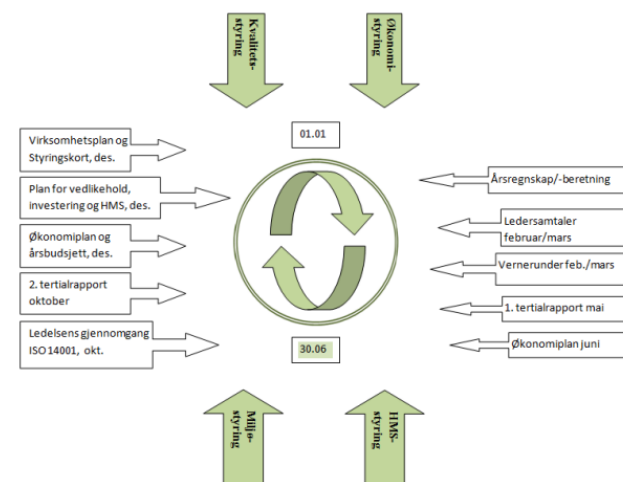 Kvalitets-
styring
Økonomi-
styring
01.01
Virksomhetsplan og
Styringskort, des.
Plan for vedlikehold,
investering og HMS, des.
Økonomiplan og
årsbudsjett, des.
2. tertialrapport
oktober
Ledelsens gjennomgang
ISO 14001, okt.
Årsregnskap/-beretning
Ledersamtaler
februar/mars
Vernerunder feb./mars
1. tertialrapport mai
Økonomiplan juni
30.06
Miljø-
styring
HMS-
styring